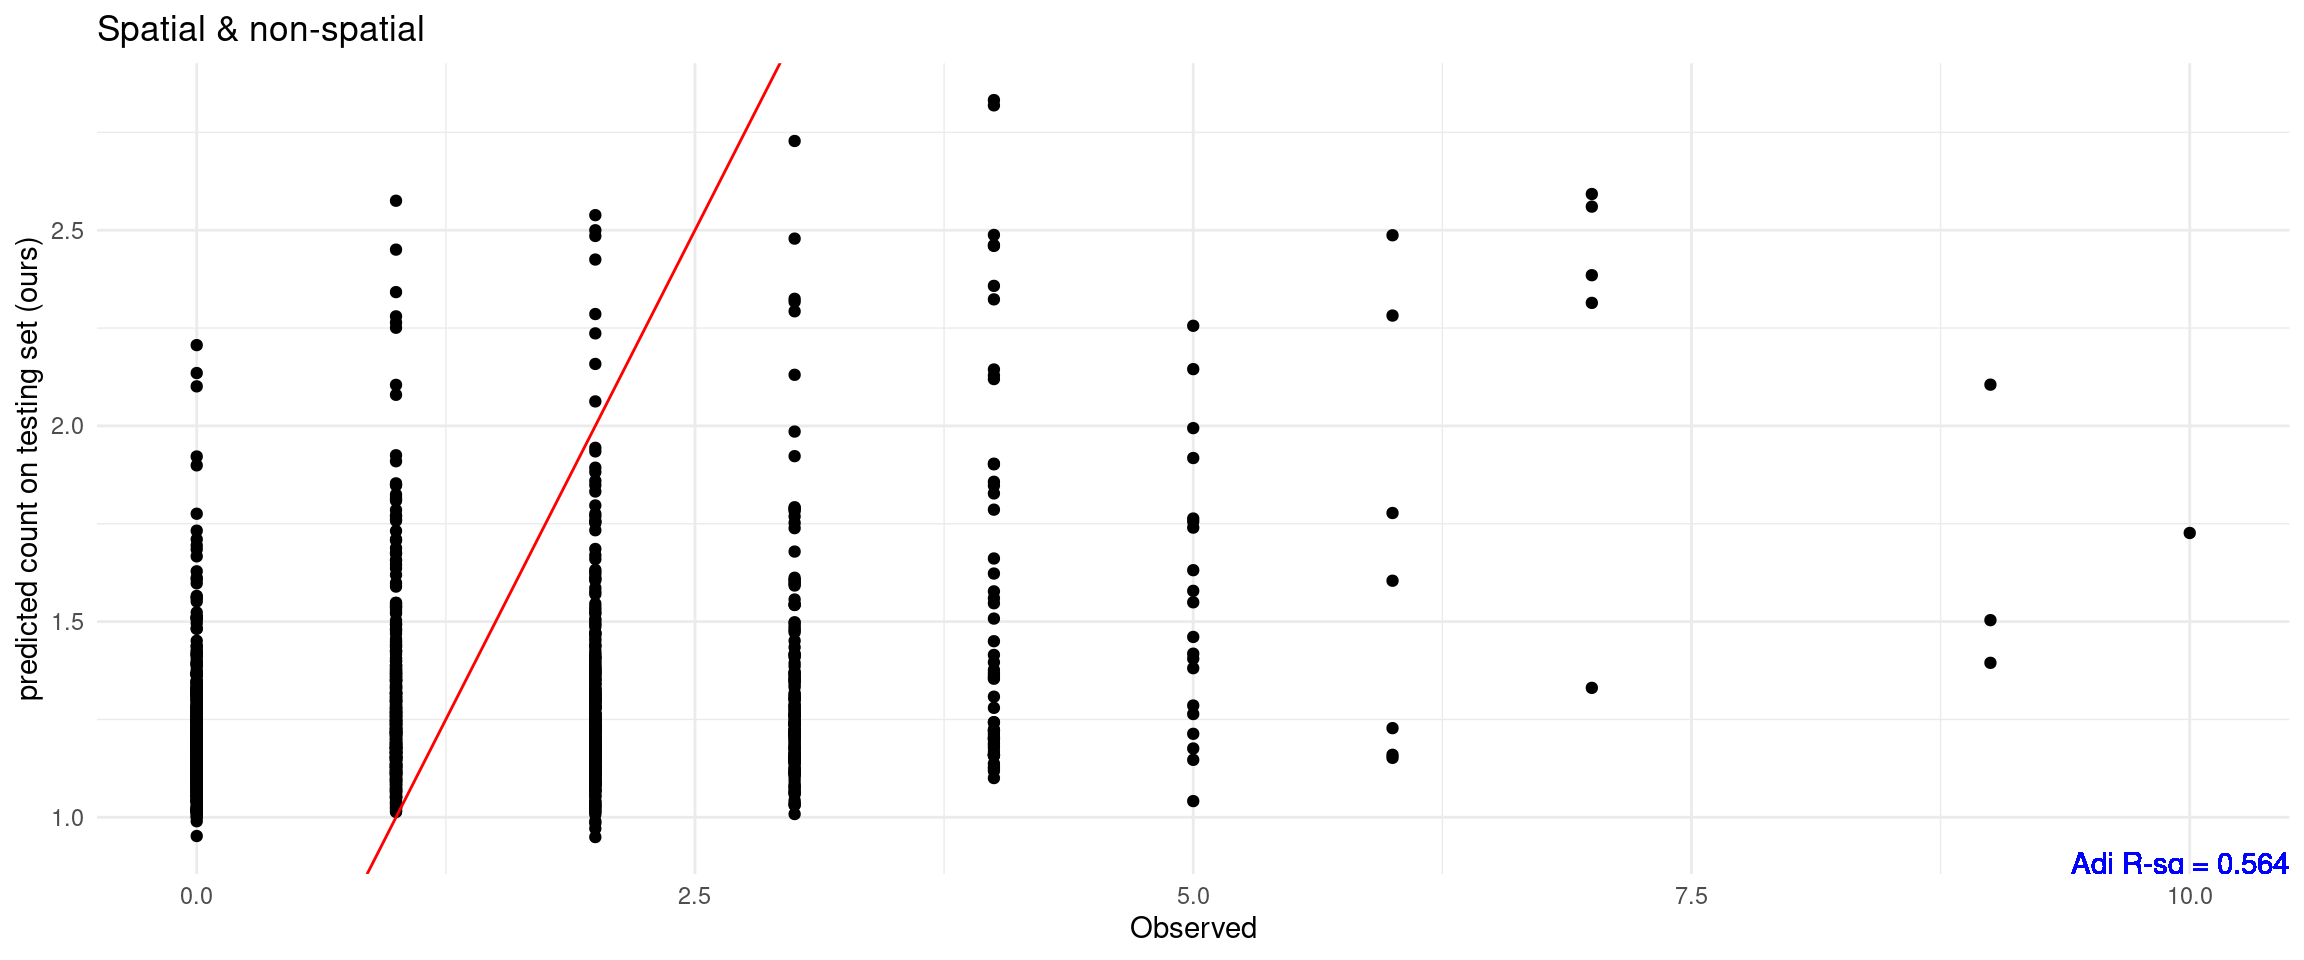 Spatial & non-spatial
predicted count on testing set (ours)
2.5
2.0
1.5
1.0
Adj R-sq = 0.564
0.0 2.5 5.0 7.5 10.0
Observed